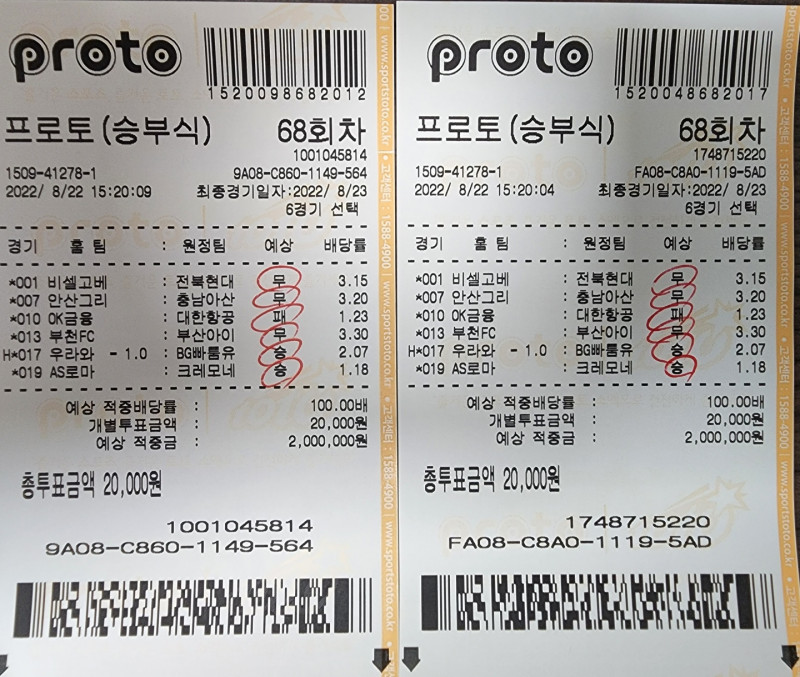 proto
1520098682012
프로토(승부식) 68회차
1001045814
1509-41278-1 9A08-C860-1149-564
2022/ 8/22 15:20:09 최종경기일자:2022/ 8/23
6경기 선택
경기 홈 팀 : 원정팀 예상 배당률
*001 비셀고베 : 전북현대 무 3.15
*007 안산그리 : 충남아산 무 3.20
*010 OK금융 : 대한항공 패 1.23
*013 부천FC : 부산아이 무 3.30
H*017 우라와 - 1.0 : BG빠툼유 승 2.07
*019 AS로마 : 크레모네 승 1.18
예상 적중배당률 : 100.00배
개별투표금액 : 20,000원
예상 적중금 : 2,000,000원
총투표금액 20,000원
1001045814
9A08-C860-1149-564
www.sportstoto.co.kr • 고객센터 : 1588-4900
proto
1520048682017
프로토(승부식) 68회차
1748715220
1509-41278-1 FA08-C8A0-1119-5AD
2022/ 8/22 15:20:04 최종경기일자:2022/ 8/23
6경기 선택
경기 홈 팀 : 원정팀 예상 배당률
*001 비셀고베 : 전북현대 무 3.15
*007 안산그리 : 충남아산 무 3.20
*010 OK금융 : 대한항공 패 1.23
*013 부천FC : 부산아이 무 3.30
H*017 우라와 - 1.0 : BG빠툼유 승 2.07
*019 AS로마 : 크레모네 승 1.18
예상 적중배당률 : 100.00배
개별투표금액 : 20,000원
예상 적중금 : 2,000,000원
총투표금액 20,000원
1748715220
FA08-C8A0-1119-5AD
www.sportstoto.co.kr • 고객센터 : 1588-4900